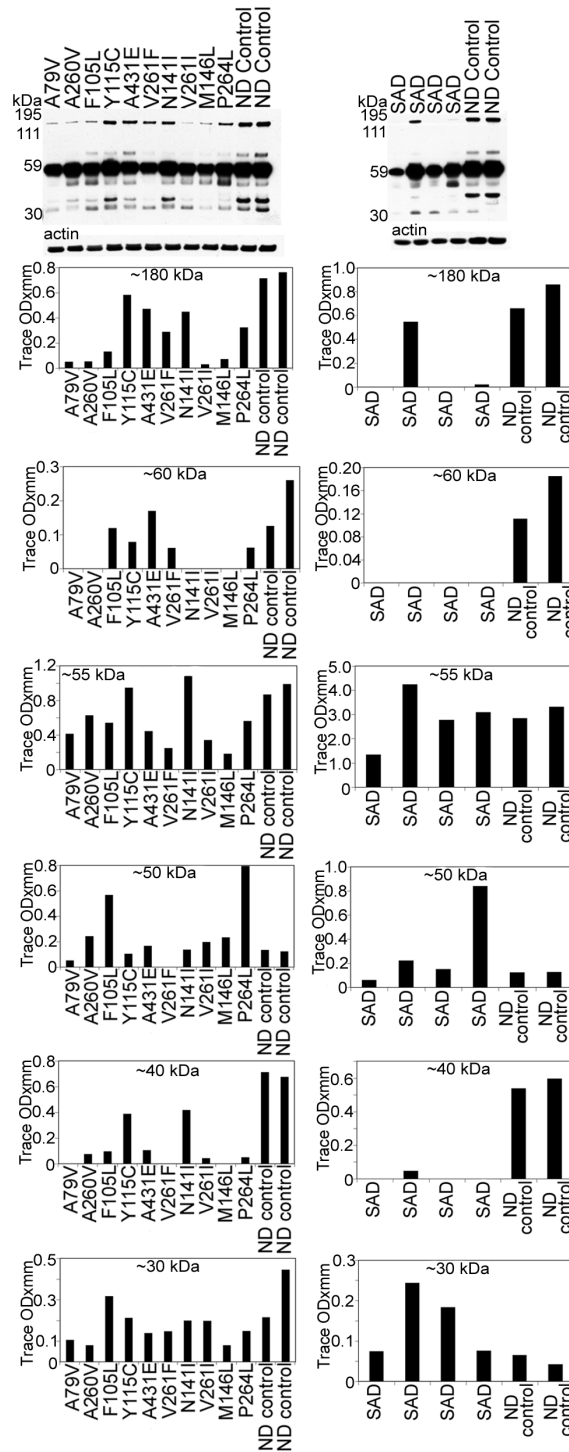 A79V
A260V
F105L
Y115C
A431E
V261F
N141I
V261I
M146L
P264L
ND Control
ND Control
SAD
SAD
SAD
SAD
ND Control
ND Control
kDa
195
111
59
30
actin
kDa
195
111
59
30
actin
Trace ODxmm
0.8
0.6
0.4
0.2
0
~180 kDa
A79V
A260V
F105L
Y115C
A431E
V261F
N141I
V261I
M146L
P264L
ND control
ND control
Trace ODxmm
1.0
0.8
0.6
0.4
0.2
0
~180 kDa
SAD
SAD
SAD
SAD
ND control
ND control
Trace ODxmm
0.3
0.2
0.1
0
~60 kDa
A79V
A260V
F105L
Y115C
A431E
V261F
N141I
V261I
M146L
P264L
ND control
ND control
Trace ODxmm
0.20
0.16
0.12
0.08
0.04
0
~60 kDa
SAD
SAD
SAD
SAD
ND control
ND control
Trace ODxmm
1.2
0.8
0.4
0
~55 kDa
A79V
A260V
F105L
Y115C
A431E
V261F
N141I
V261I
M146L
P264L
ND control
ND control
Trace ODxmm
5.0
4.0
3.0
2.0
1.0
0
~55 kDa
SAD
SAD
SAD
SAD
ND control
ND control
Trace ODxmm
0.8
0.6
0.4
0.2
0
~50 kDa
A79V
A260V
F105L
Y115C
A431E
V261F
N141I
V261I
M146L
P264L
ND control
ND control
Trace ODxmm
1.0
0.8
0.6
0.4
0.2
0
~50 kDa
SAD
SAD
SAD
SAD
ND control
ND control
Trace ODxmm
0.8
0.6
0.4
0.2
0
~40 kDa
A79V
A260V
F105L
Y115C
A431E
V261F
N141I
V261I
M146L
P264L
ND control
ND control
Trace ODxmm
0.6
0.4
0.2
0
~40 kDa
SAD
SAD
SAD
SAD
ND control
ND control
Trace ODxmm
0.5
0.3
0.1
0
~30 kDa
A79V
A260V
F105L
Y115C
A431E
V261F
N141I
V261I
M146L
P264L
ND control
ND control
Trace ODxmm
0.3
0.2
0.1
0
~30 kDa
SAD
SAD
SAD
SAD
ND control
ND control